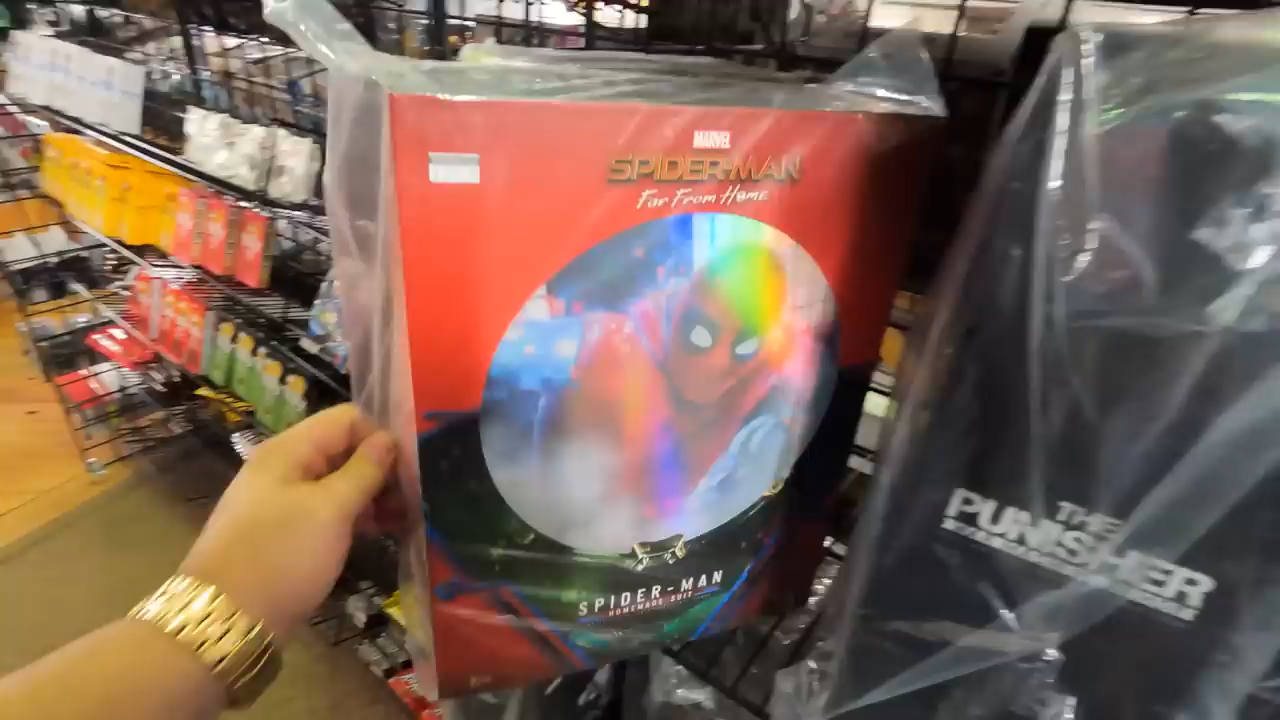 MARVEL
SPIDER-MAN
Far From Home
SPIDER-MAN
HOMEMADE SUIT
THE
PUNISHER